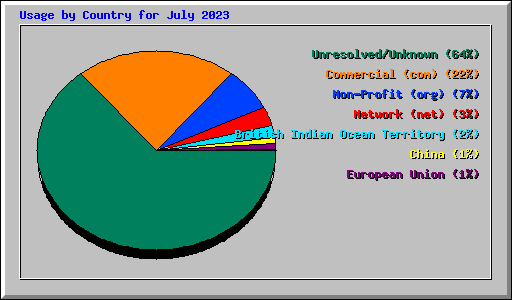 Usage by Country for July 2023
Unresolved/Unknown (64%)
Commercial (com) (22%)
Non-Profit (org) (7%)
Network (net) (3%)
British Indian Ocean Territory (2%)
China (1%)
European Union (1%)